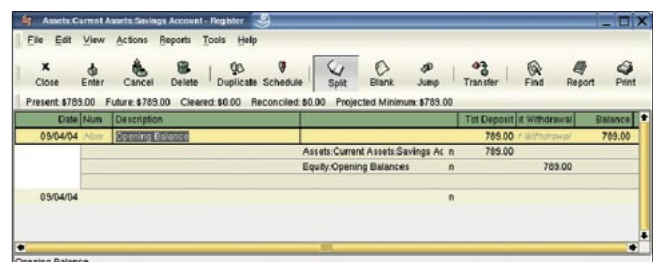 Assets:Current Assets:Savings Account - Register
File Edit View Actions Reports Tools Help
Close Enter Cancel Delete Duplicate Schedule Split Blank Jump Transfer Find Report Print
Present: $789.00 Future: $789.00 Cleared: $0.00 Reconciled: $0.00 Projected Minimum: $789.00
Date Num Description Tot Deposit t Withdrawal Balance
09/04/04 Num Opening Balance 789.00 t Withdrawal 789.00
Assets:Current Assets:Savings Ac n 789.00
Equity:Opening Balances n 789.00
09/04/04 n
Opening Balance